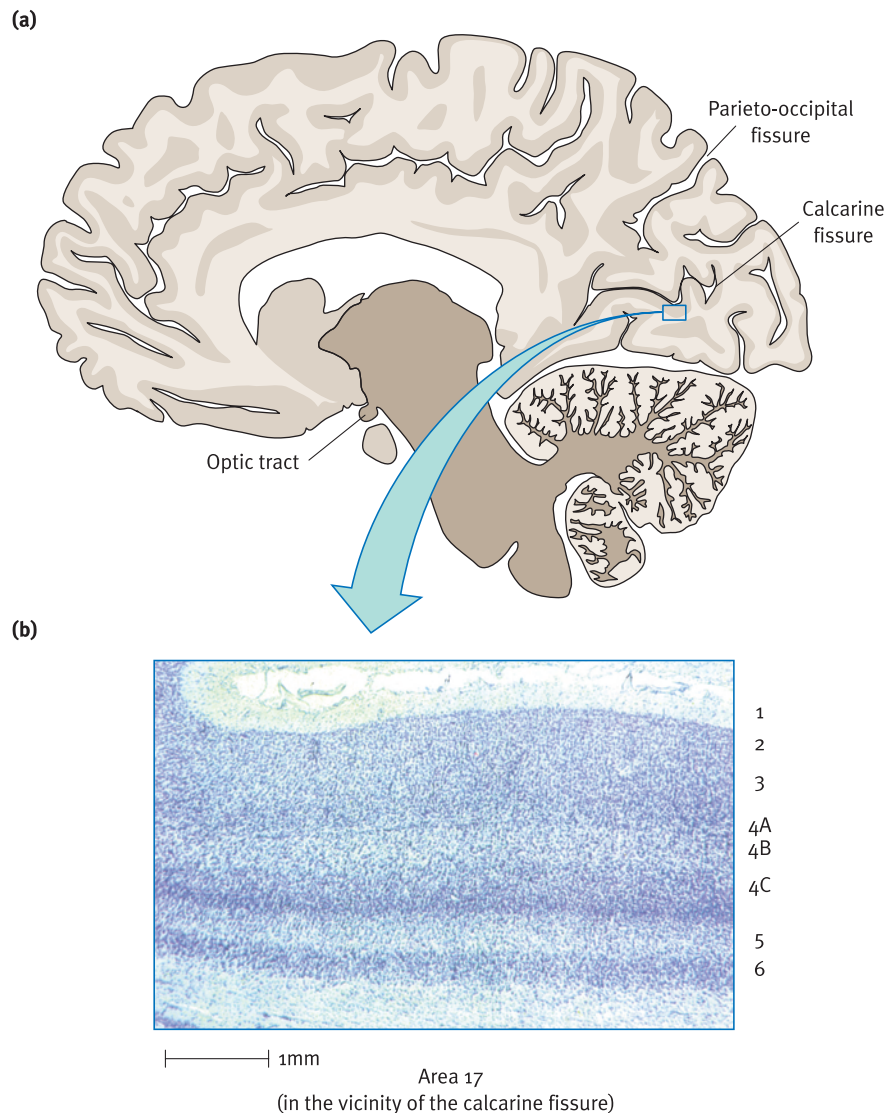 (a)
Parieto-occipital
fissure
Calcarine
fissure
Optic tract
(b)
1
2
3
4A
4B
4C
5
6
1mm
Area 17
(in the vicinity of the calcarine fissure)